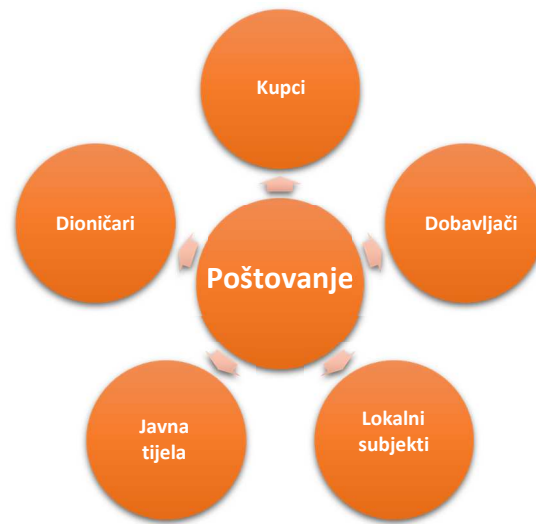 Kupci
Dioničari
Dobavljači
Poštovanje
Javna
tijela
Lokalni
subjekti